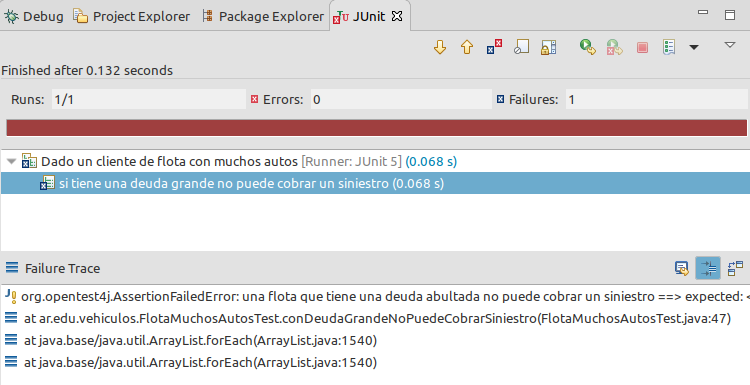 Debug Project Explorer Package Explorer JUnit
Finished after 0.132 seconds
Runs: 1/1 Errors: 0 Failures: 1
Dado un cliente de flota con muchos autos [Runner: JUnit 5] (0.068 s)
si tiene una deuda grande no puede cobrar un siniestro (0.068 s)
Failure Trace
org.opentest4j.AssertionFailedError: una flota que tiene una deuda abultada no puede cobrar un siniestro ==> expected: <
at ar.edu.vehiculos.FlotaMuchosAutosTest.conDeudaGrandeNoPuedeCobrarSiniestro(FlotaMuchosAutosTest.java:47)
at java.base/java.util.ArrayList.forEach(ArrayList.java:1540)
at java.base/java.util.ArrayList.forEach(ArrayList.java:1540)